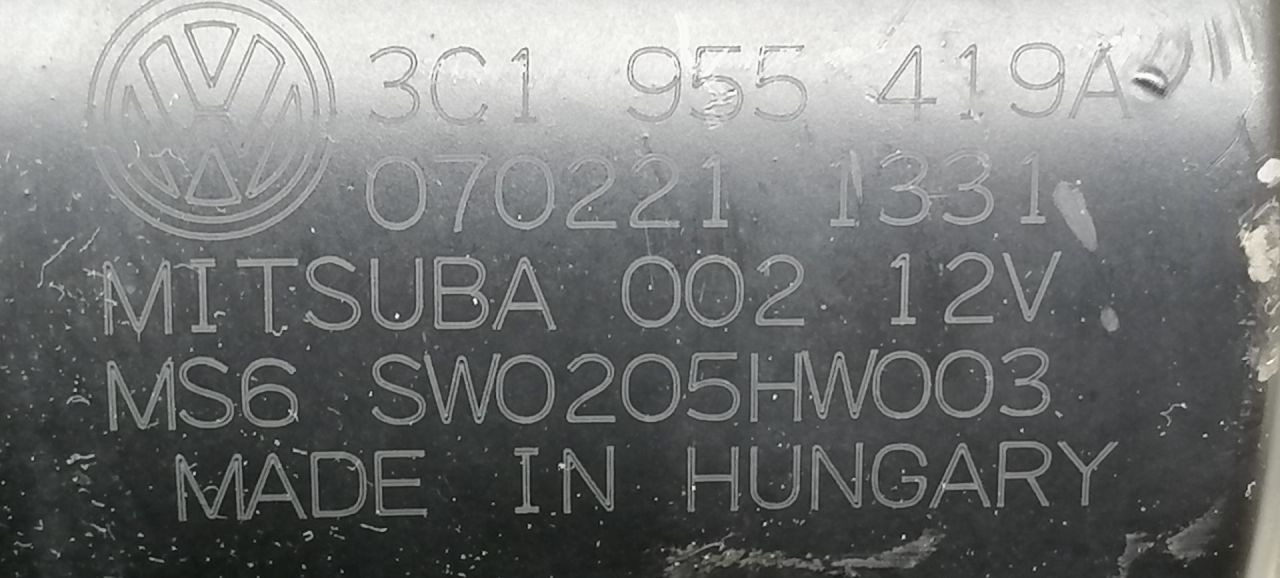 3C1 955 419A
070221 1331
MITSUBA 002 12V
MS6 SW0205HW003
MADE IN HUNGARY